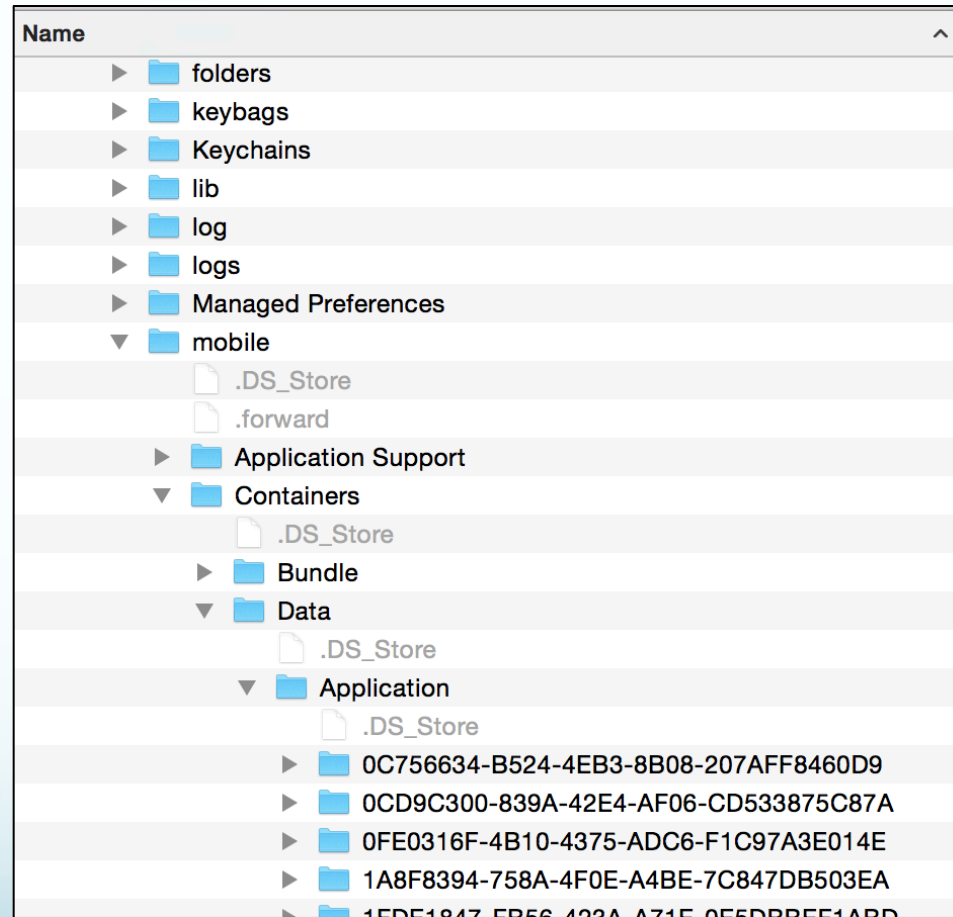 Name
folders
keybags
Keychains
lib
log
logs
Managed Preferences
mobile
.DS_Store
.forward
Application Support
Containers
.DS_Store
Bundle
Data
.DS_Store
Application
.DS_Store
0C756634-B524-4EB3-8B08-207AFF8460D9
0CD9C300-839A-42E4-AF06-CD533875C87A
0FE0316F-4B10-4375-ADC6-F1C97A3E014E
1A8F8394-758A-4F0E-A4BE-7C847DB503EA